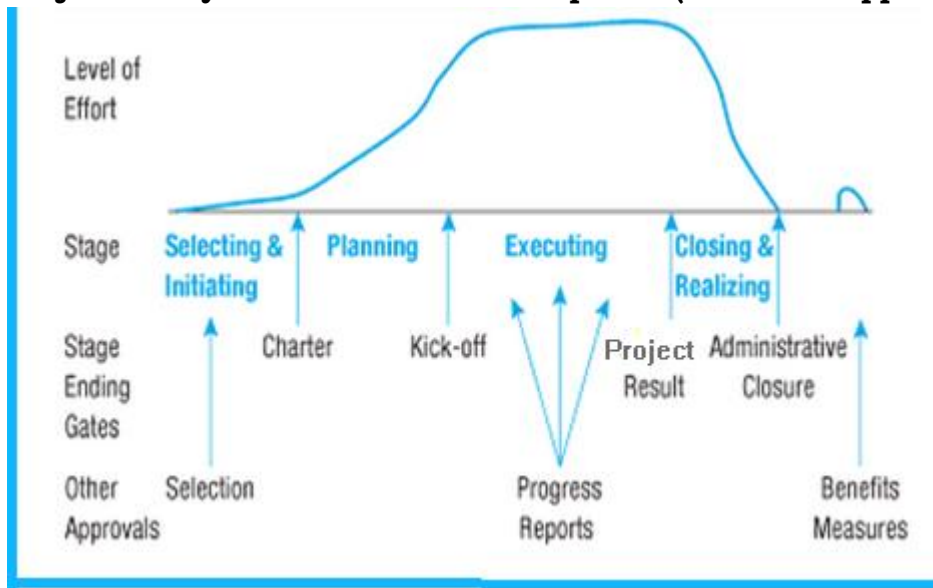 Level of
Effort
Stage Selecting & Planning Executing Closing &
Initiating Realizing
Stage Charter Kick-off Project Administrative
Ending Result Closure
Gates
Other Selection Progress Benefits
Approvals Reports Measures